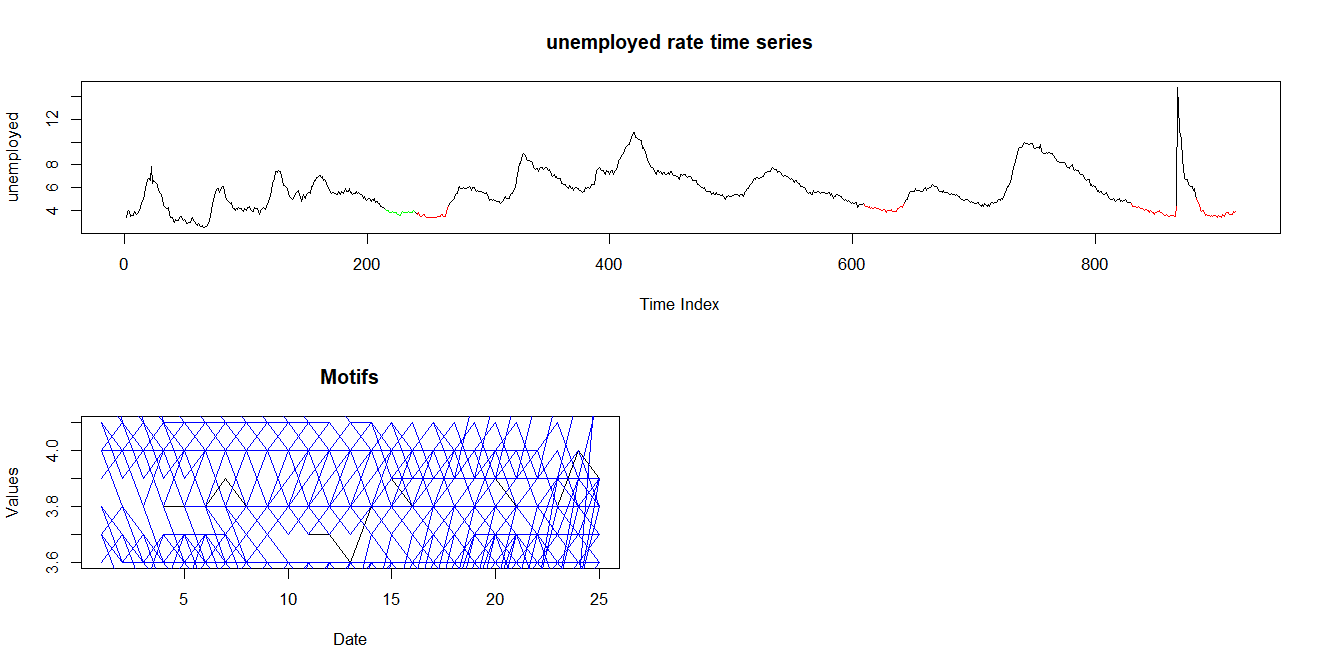 unemployed rate time series
unemployed
12
8
6
4
0 200 400 600 800
Time Index
Motifs
Values
4.0
3.8
3.6
5 10 15 20 25
Date